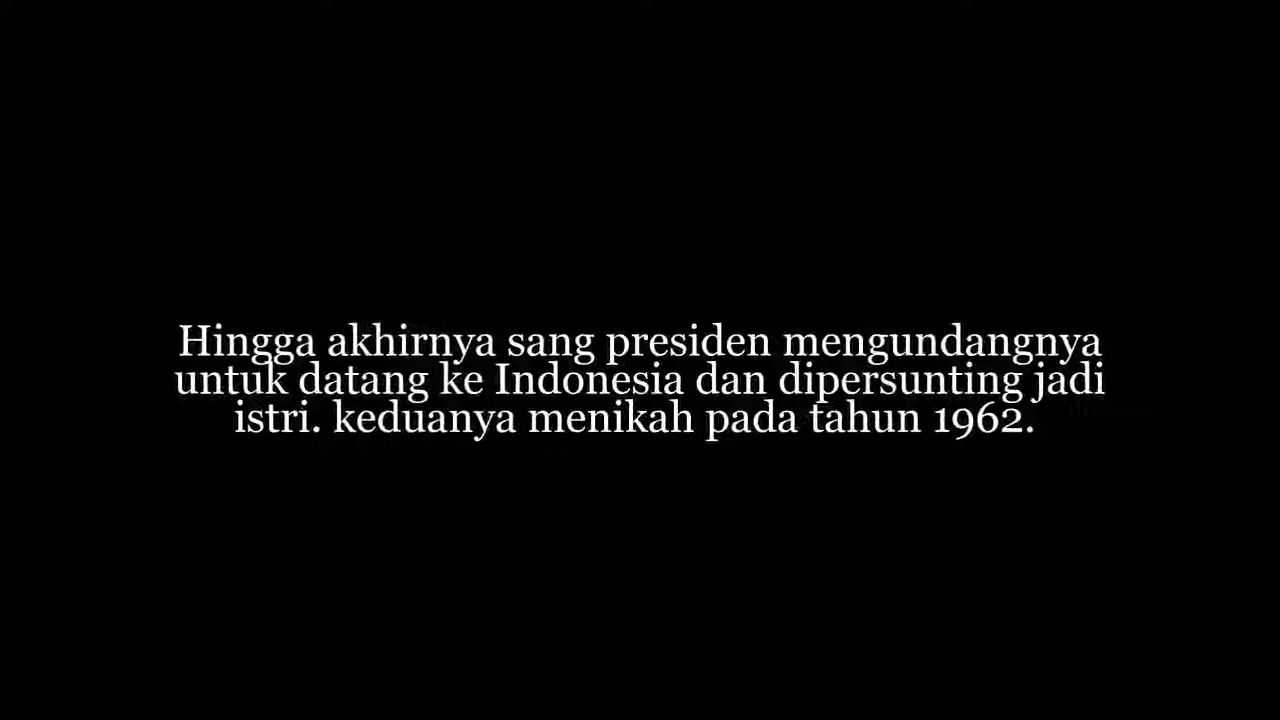 Hingga akhirnya sang presiden mengundangnya
untuk datang ke Indonesia dan dipersunting jadi
istri. keduanya menikah pada tahun 1962.